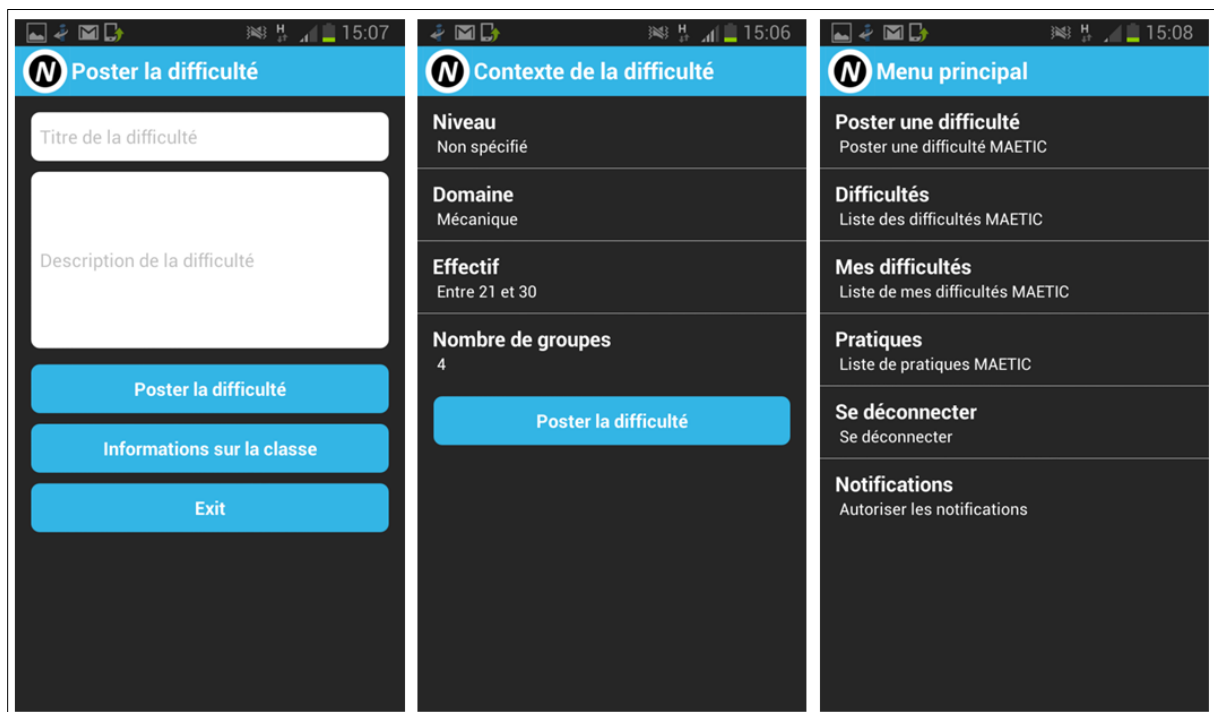 H 15:07
N Poster la difficulté
Titre de la difficulté
Description de la difficulté
Poster la difficulté
Informations sur la classe
Exit
H 15:06
N Contexte de la difficulté
Niveau
Non spécifié
Domaine
Mécanique
Effectif
Entre 21 et 30
Nombre de groupes
4
Poster la difficulté
H 15:08
N Menu principal
Poster une difficulté
Poster une difficulté MAETIC
Difficultés
Liste des difficultés MAETIC
Mes difficultés
Liste de mes difficultés MAETIC
Pratiques
Liste de pratiques MAETIC
Se déconnecter
Se déconnecter
Notifications
Autoriser les notifications